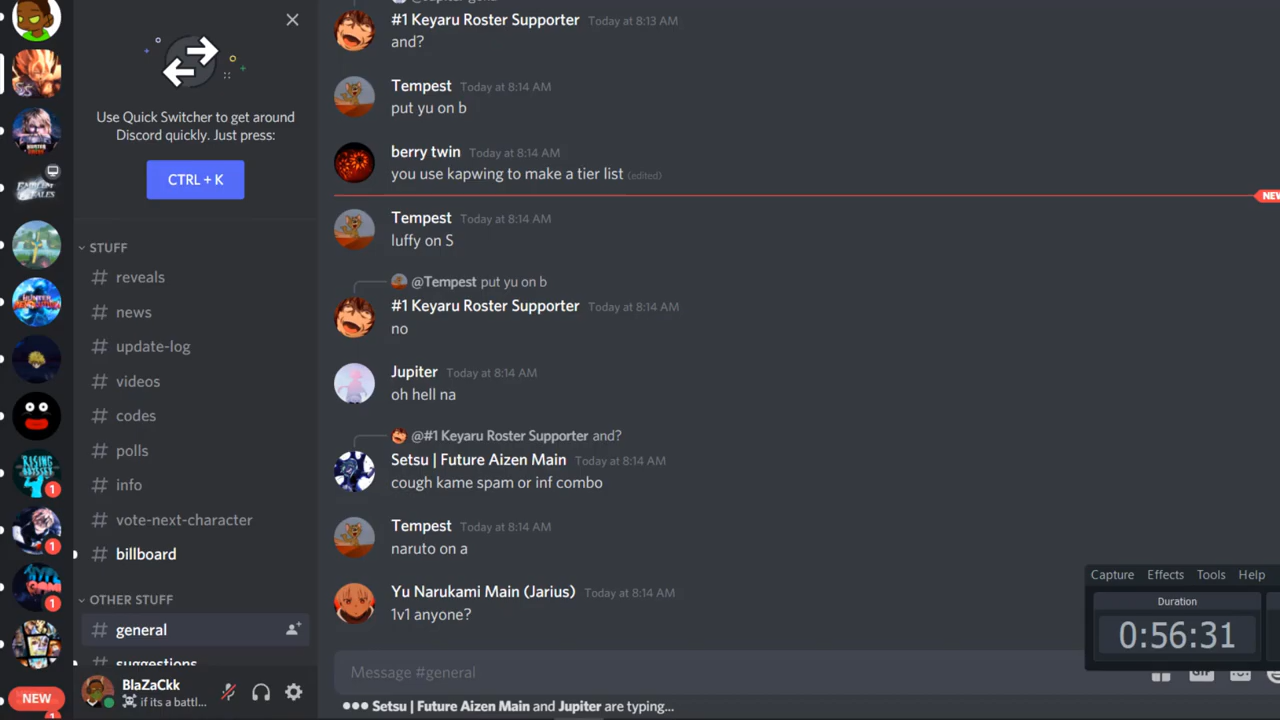 Use Quick Switcher to get around
Discord quickly. Just press:
CTRL + K
STUFF
# reveals
# news
# update-log
# videos
# codes
# polls
# info
# vote-next-character
# billboard
OTHER STUFF
# general
# suggestions
BlaZaCkk
if its a battl...
NEW
RISING
1
1
1
1
#1 Keyaru Roster Supporter Today at 8:13 AM
and?
Tempest Today at 8:14 AM
put yu on b
berry twin Today at 8:14 AM
you use kapwing to make a tier list (edited)
NEW
Tempest Today at 8:14 AM
luffy on S
@Tempest put yu on b
#1 Keyaru Roster Supporter Today at 8:14 AM
no
Jupiter Today at 8:14 AM
oh hell na
@#1 Keyaru Roster Supporter and?
Setsu | Future Aizen Main Today at 8:14 AM
cough kame spam or inf combo
Tempest Today at 8:14 AM
naruto on a
Yu Narukami Main (Jarius) Today at 8:14 AM
1v1 anyone?
Message #general
GIF
Setsu | Future Aizen Main and Jupiter are typing...
Capture Effects Tools Help
Duration
0:56:31